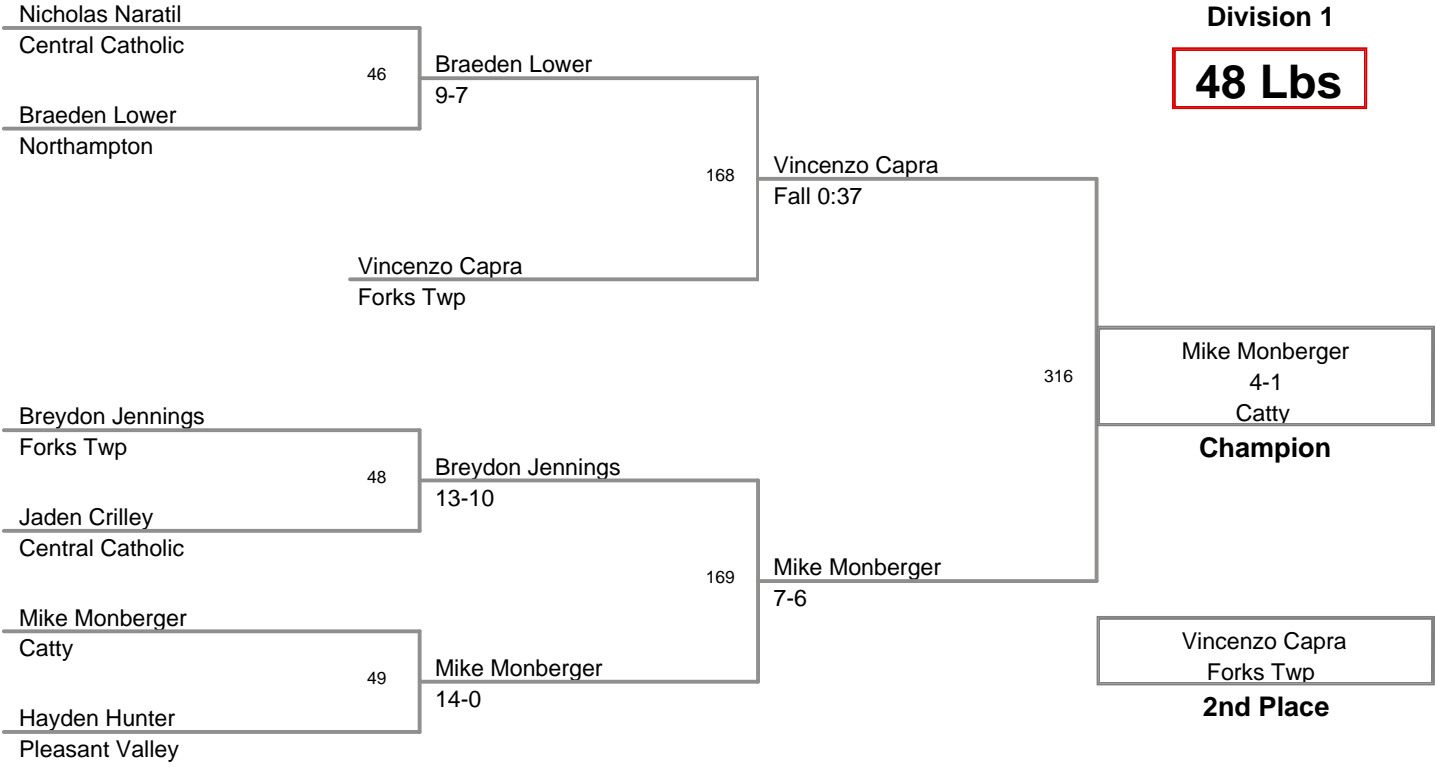 Nicholas Naratil
Central Catholic
46
Braeden Lower
9-7
Braeden Lower
Northampton
168
Vincenzo Capra
Fall 0:37
Vincenzo Capra
Forks Twp
Division 1
48 Lbs
316
Mike Monberger
4-1
Catty
Champion
Breydon Jennings
Forks Twp
48
Breydon Jennings
13-10
Jaden Crilley
Central Catholic
169
Mike Monberger
7-6
Mike Monberger
Catty
49
Mike Monberger
14-0
Hayden Hunter
Pleasant Valley
Vincenzo Capra
Forks Twp
2nd Place